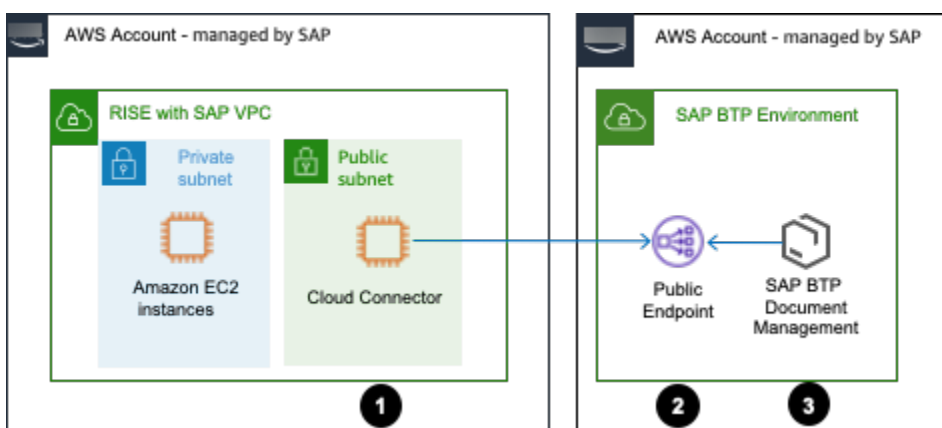 AWS Account - managed by SAP
RISE with SAP VPC
Private
subnet
Amazon EC2
instances
Public
subnet
Cloud Connector
1
AWS Account - managed by SAP
SAP BTP Environment
Public
Endpoint
SAP BTP
Document
Management
2
3